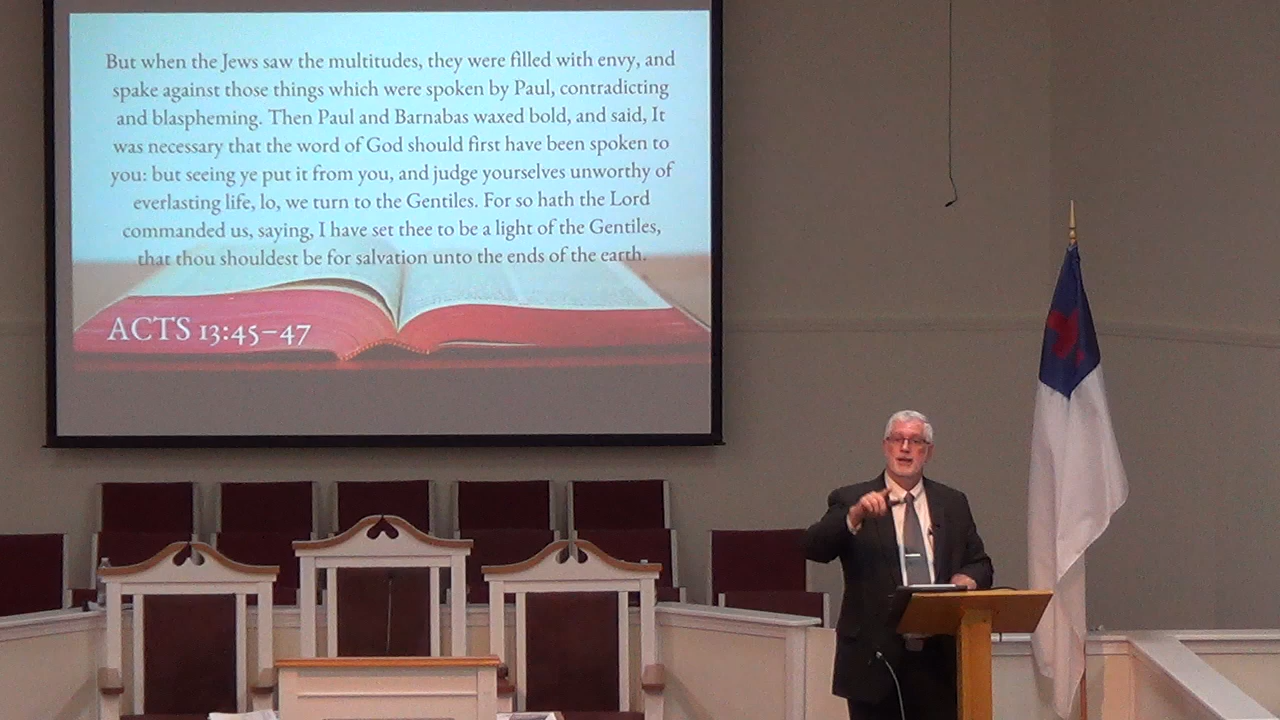 But when the Jews saw the multitudes, they were filled with envy, and
spake against those things which were spoken by Paul, contradicting
and blaspheming. Then Paul and Barnabas waxed bold, and said, It
was necessary that the word of God should first have been spoken to
you: but seeing ye put it from you, and judge yourselves unworthy of
everlasting life, lo, we turn to the Gentiles. For so hath the Lord
commanded us, saying, I have set thee to be a light of the Gentiles,
that thou shouldest be for salvation unto the ends of the earth.
ACTS 13:45–47